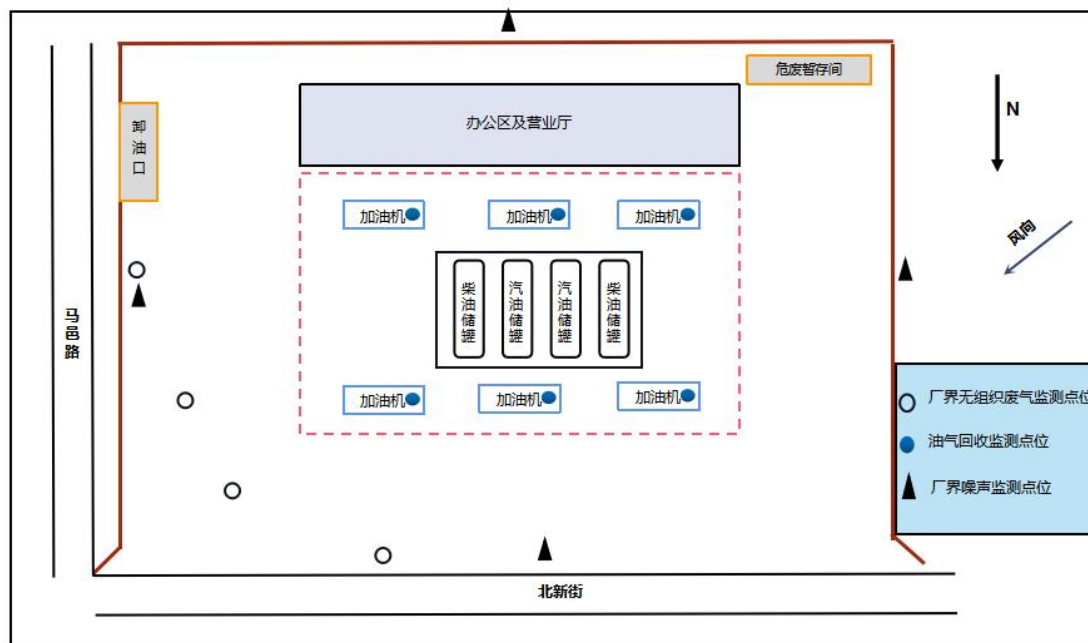 危废暂存间
办公区及营业厅
卸油口
N
加油机
加油机
加油机
风向
柴油储罐
汽油储罐
汽油储罐
柴油储罐
马邑路
加油机
加油机
加油机
厂界无组织废气监测点位
油气回收监测点位
厂界噪声监测点位
北新街